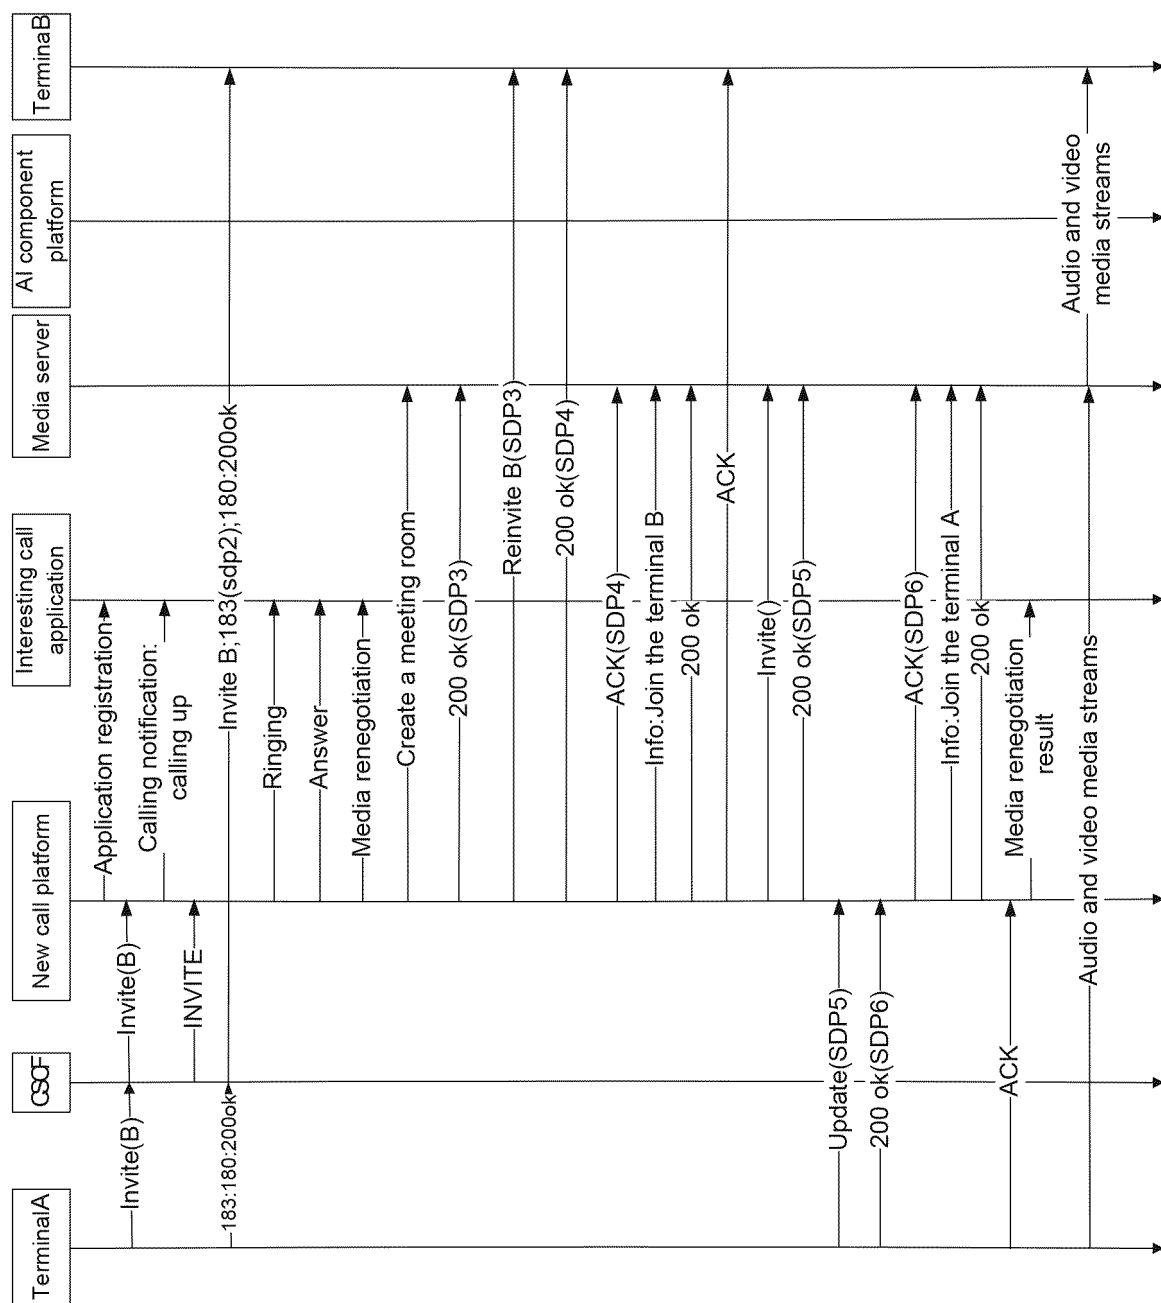 TerminalA
CSCF
New call platform
Interesting call
application
Media server
AI component
platform
TerminaB
Application registration
Invite(B)
Invite(B)
Calling notification:
calling up
INVITE
183:180:200ok
Invite B;183(sdp2);180:200ok
Ringing
Answer
Media renegotiation
Create a meeting room
200 ok(SDP3)
Reinvite B(SDP3)
200 ok(SDP4)
ACK(SDP4)
Info:Join the terminal B
200 ok
ACK
Invite()
200 ok(SDP5)
Update(SDP5)
200 ok(SDP6)
ACK(SDP6)
Info:Join the terminal A
200 ok
ACK
Media renegotiation
result
Audio and video media streams
Audio and video
media streams